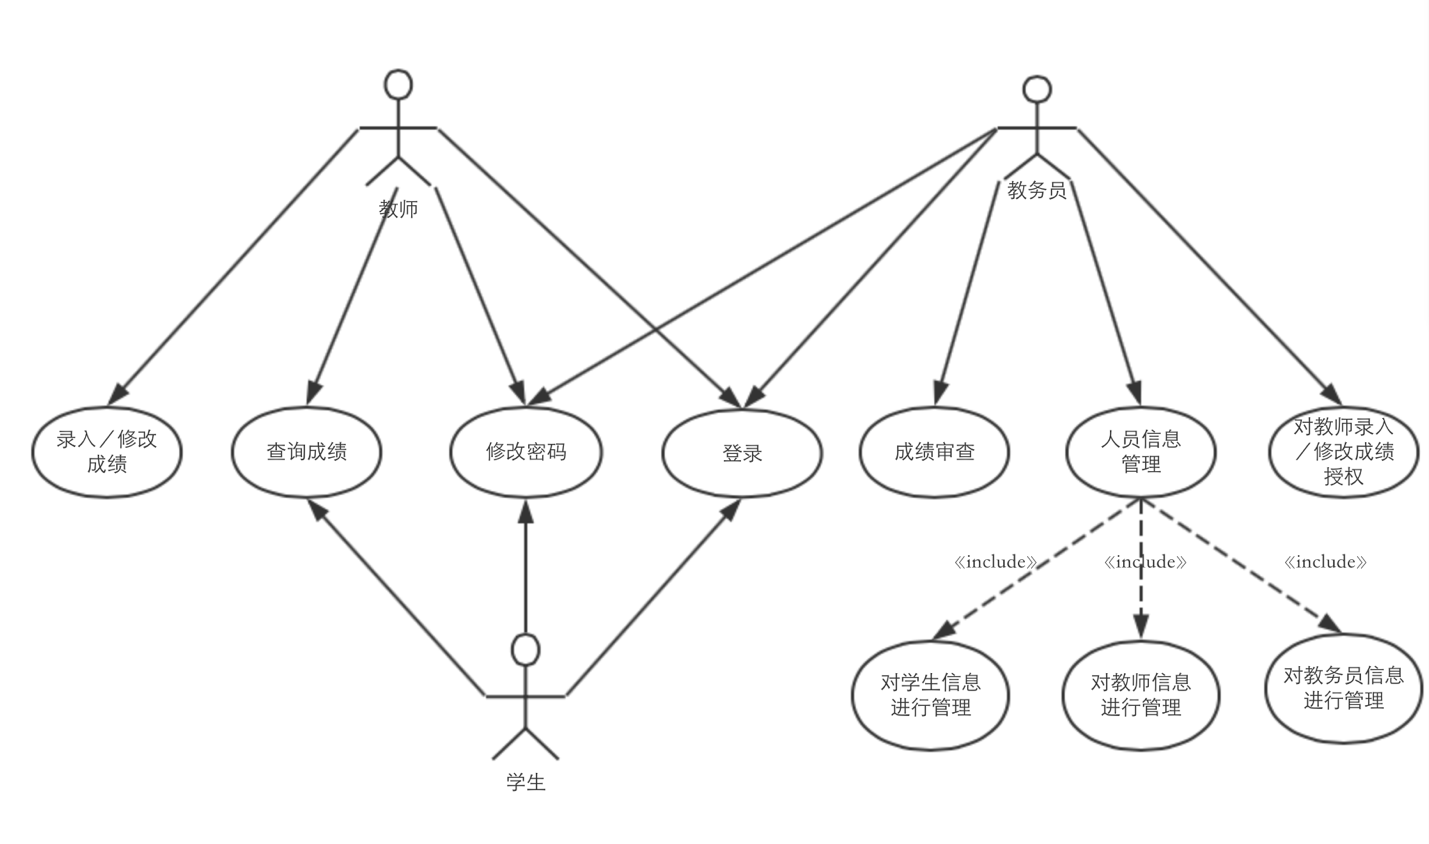 教师
教务员
录入／修改
成绩
查询成绩
修改密码
登录
成绩审查
人员信息
管理
对教师录入
／修改成绩
授权
《include》
《include》
《include》
对学生信息
进行管理
对教师信息
进行管理
对教务员信息
进行管理
学生